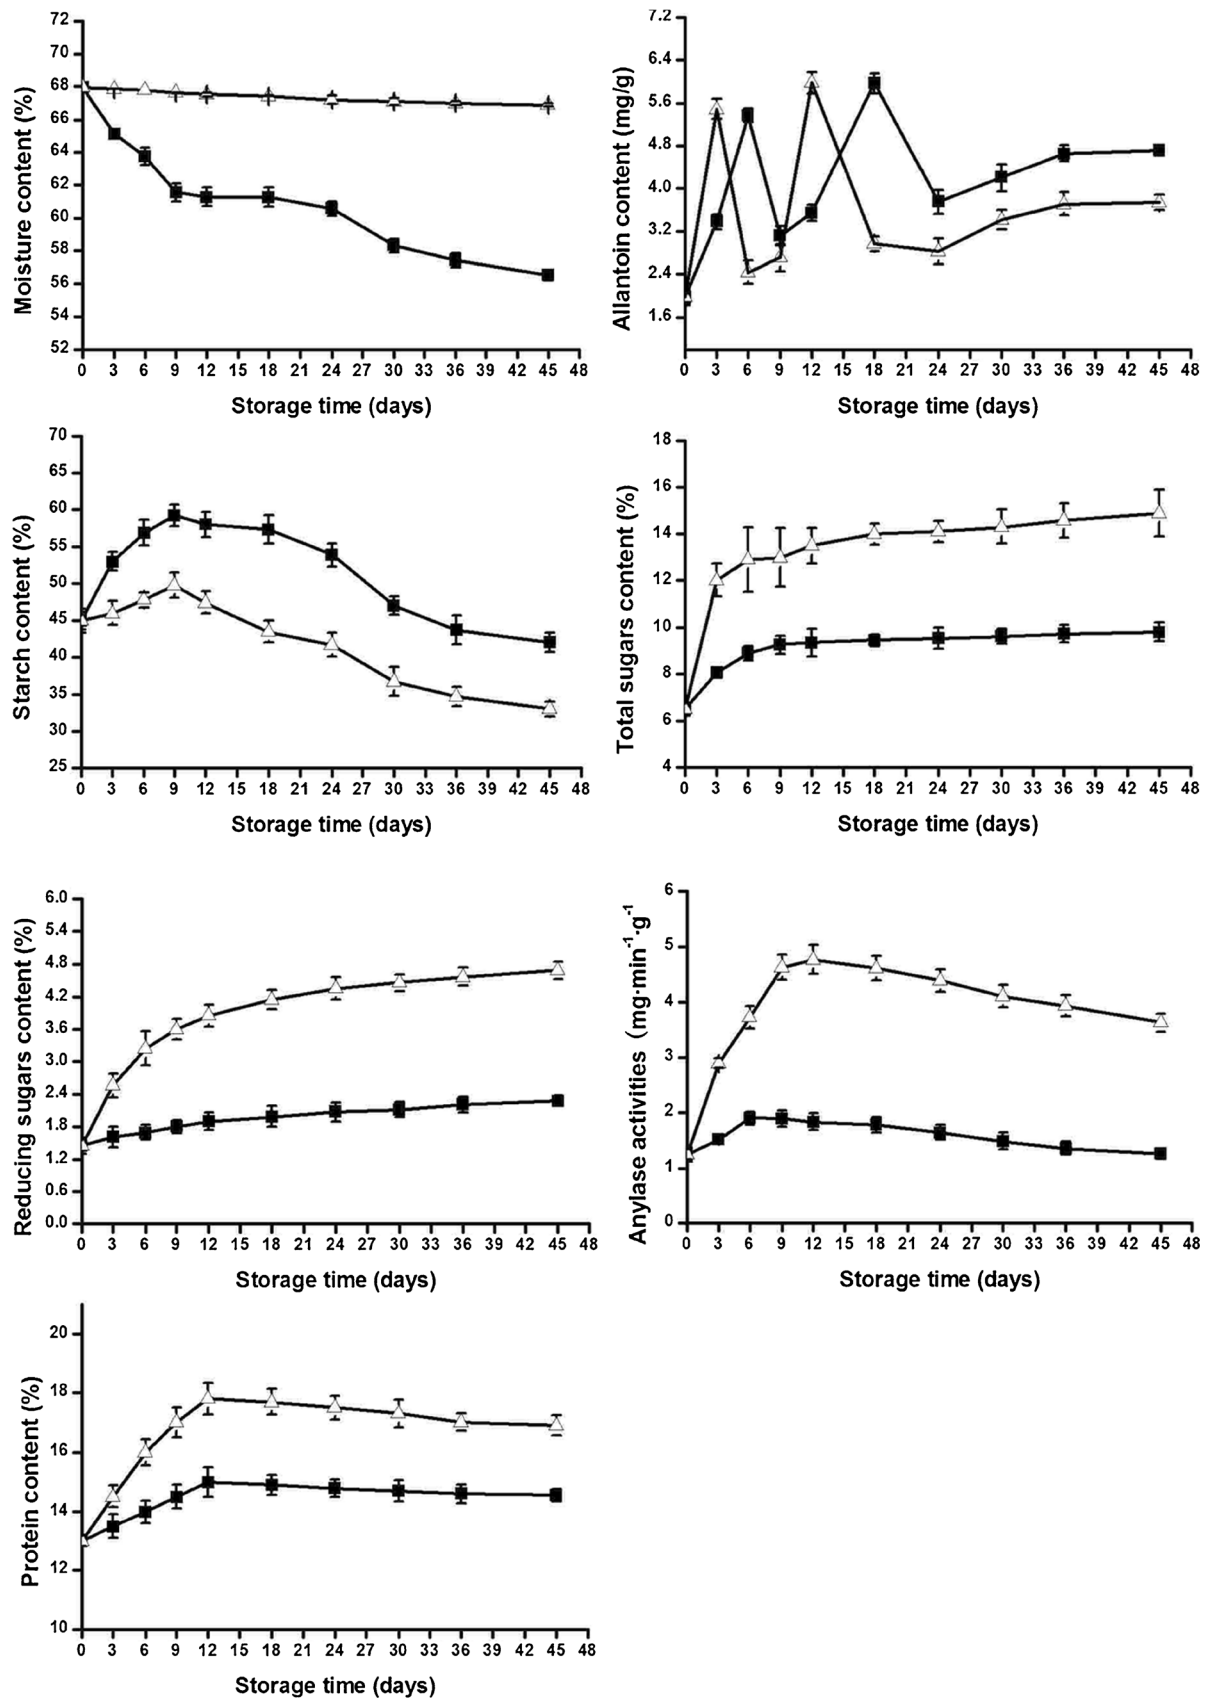 72
70
68
66
64
62
60
58
56
54
52
Moisture content (%)
0 3 6 9 12 15 18 21 24 27 30 33 36 39 42 45 48
Storage time (days)
7.2
6.4
5.6
4.8
4.0
3.2
2.4
1.6
Allantoin content (mg/g)
0 3 6 9 12 15 18 21 24 27 30 33 36 39 42 45 48
Storage time (days)
70
65
60
55
50
45
40
35
30
25
Starch content (%)
0 3 6 9 12 15 18 21 24 27 30 33 36 39 42 45 48
Storage time (days)
18
16
14
12
10
8
6
4
Total sugars content (%)
0 3 6 9 12 15 18 21 24 27 30 33 36 39 42 45 48
Storage time (days)
6.0
5.4
4.8
4.2
3.6
3.0
2.4
1.8
1.2
0.6
0.0
Reducing sugars content (%)
0 3 6 9 12 15 18 21 24 27 30 33 36 39 42 45 48
Storage time (days)
6
5
4
3
2
1
0
Anylase activities (mg·min⁻¹·g⁻¹
0 3 6 9 12 15 18 21 24 27 30 33 36 39 42 45 48
Storage time (days)
20
18
16
14
12
10
Protein content (%)
0 3 6 9 12 15 18 21 24 27 30 33 36 39 42 45 48
Storage time (days)